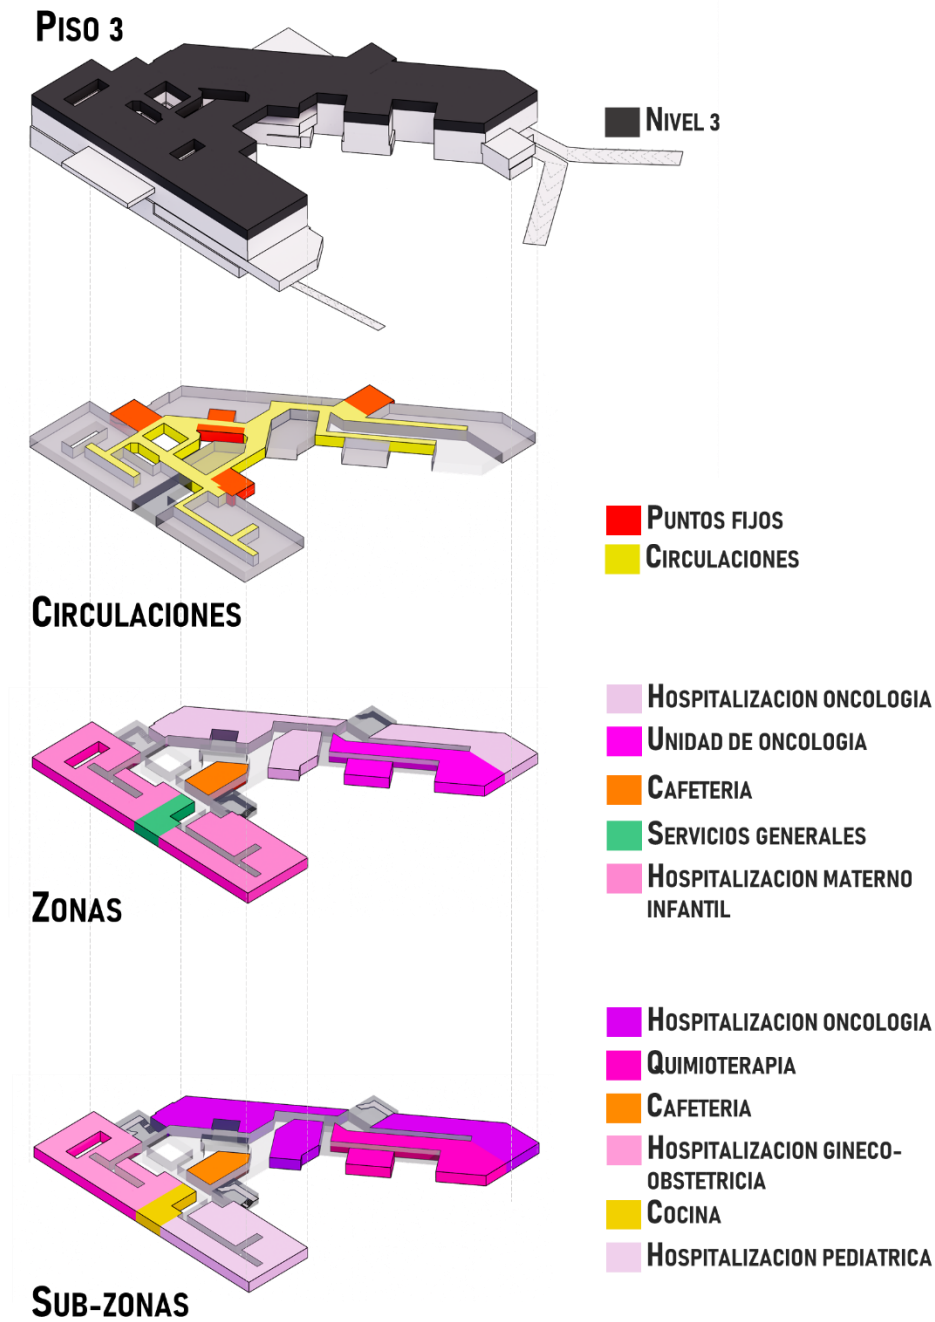 PISO 3
NIVEL 3
PUNTOS FIJOS
CIRCULACIONES
CIRCULACIONES
HOSPITALIZACION ONCOLOGIA
UNIDAD DE ONCOLOGIA
CAFETERIA
SERVICIOS GENERALES
HOSPITALIZACION MATERNO
INFANTIL
ZONAS
HOSPITALIZACION ONCOLOGIA
QUIMIOTERAPIA
CAFETERIA
HOSPITALIZACION GINECO-
OBSTETRICIA
COCINA
HOSPITALIZACION PEDIATRICA
SUB-ZONAS